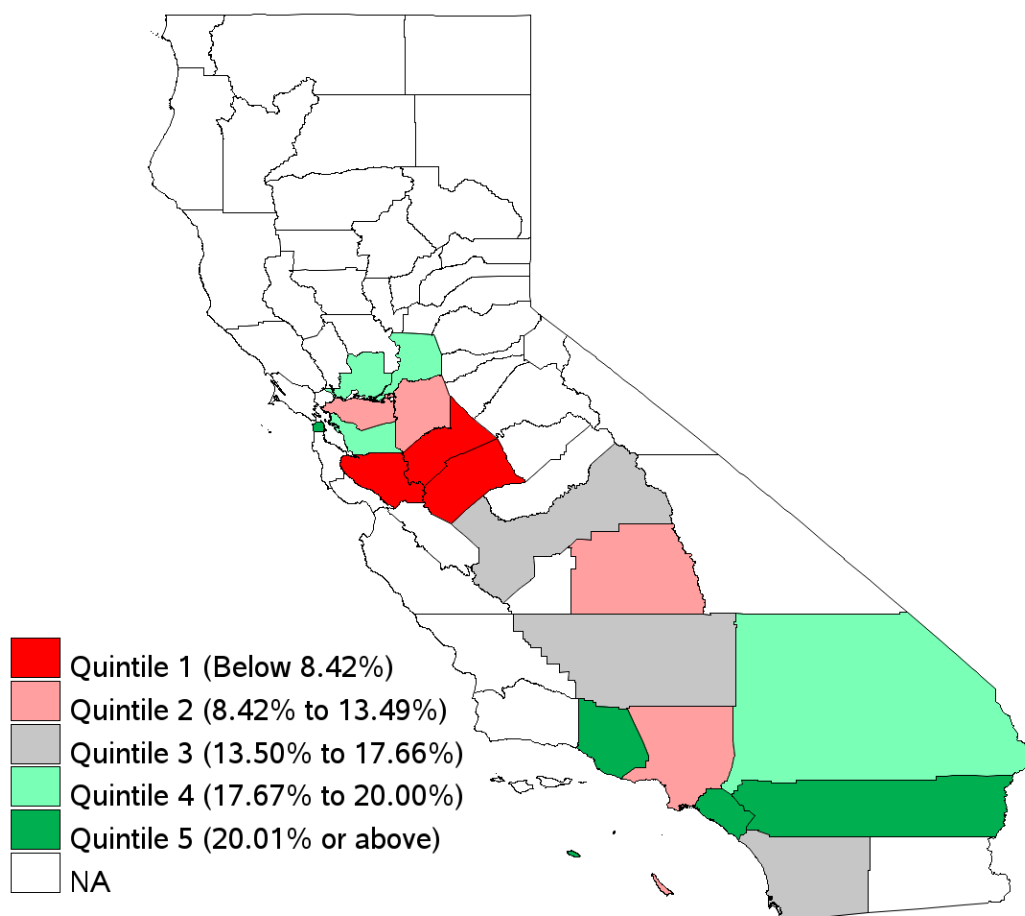 Quintile 1 (Below 8.42%)
Quintile 2 (8.42% to 13.49%)
Quintile 3 (13.50% to 17.66%)
Quintile 4 (17.67% to 20.00%)
Quintile 5 (20.01% or above)
NA